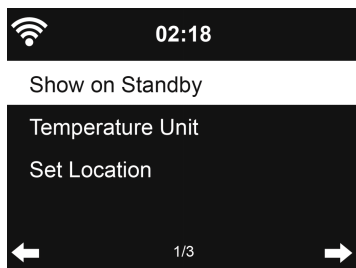 02:18
Show on Standby
Temperature Unit
Set Location
1/3